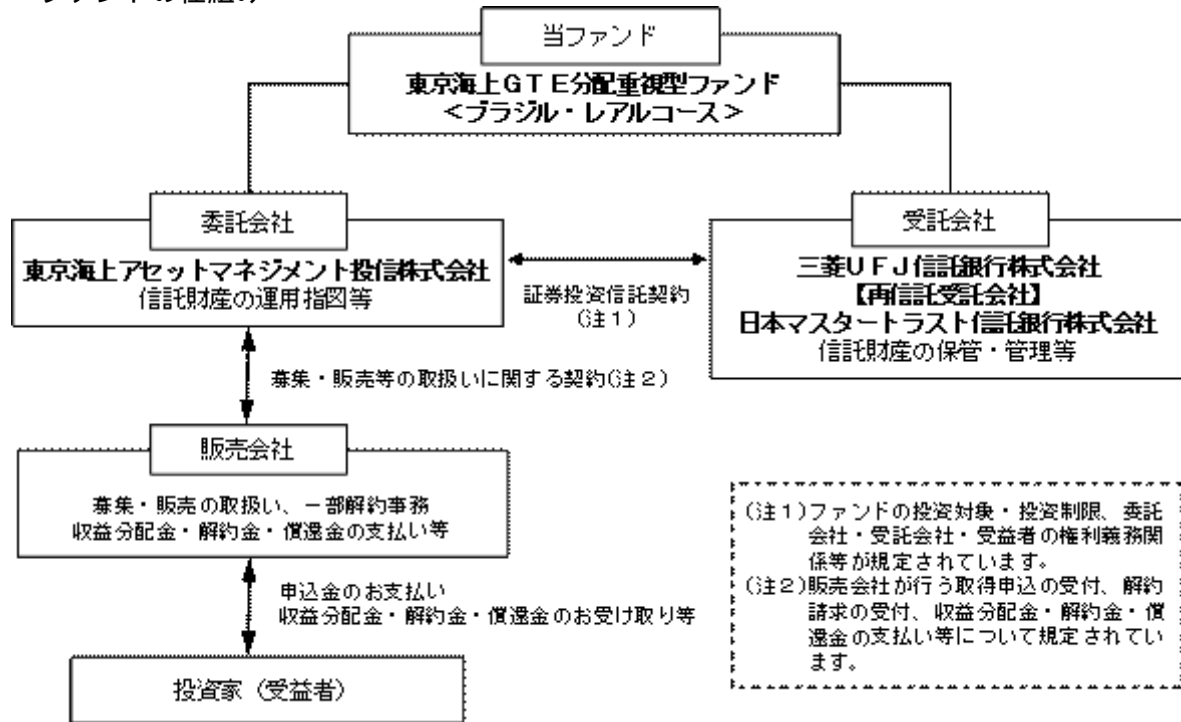 当ファンド
東京海上GTE分配重視型ファンド
<ブラジル・レアルコース>
委託会社
東京海上アセットマネジメント投信株式会社
信託財産の運用指図等
証券投資信託契約
(注1)
受託会社
三菱UFJ信託銀行株式会社
【再信託受託会社】
日本マスタートラスト信託銀行株式会社
信託財産の保管・管理等
募集・販売等の取扱いに関する契約(注2)
販売会社
募集・販売の取扱い、一部解約事務
収益分配金・解約金・償還金の支払い等
申込金のお支払い
収益分配金・解約金・償還金のお受け取り等
投資家(受益者)
(注1)ファンドの投資対象・投資制限、委託
会社・受託会社・受益者の権利義務関
係等が規定されています。
(注2)販売会社が行う取得申込の受付、解約
請求の受付、収益分配金・解約金・償
還金の支払い等について規定されてい
ます。